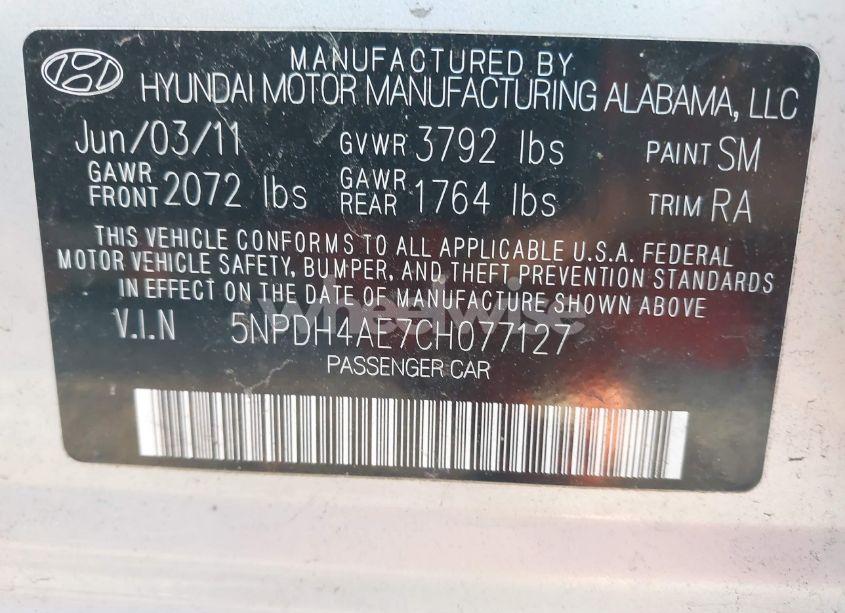 MANUFACTURED BY
HYUNDAI MOTOR MANUFACTURING ALABAMA, LLC
Jun/03/11 GVWR 3792 lbs PAINT SM
GAWR FRONT 2072 lbs GAWR REAR 1764 lbs TRIM RA
THIS VEHICLE CONFORMS TO ALL APPLICABLE U.S.A. FEDERAL
MOTOR VEHICLE SAFETY, BUMPER, AND THEFT PREVENTION STANDARDS
IN EFFECT ON THE DATE OF MANUFACTURE SHOWN ABOVE
wheelwise
V.I.N 5NPDH4AE7CH077127
PASSENGER CAR